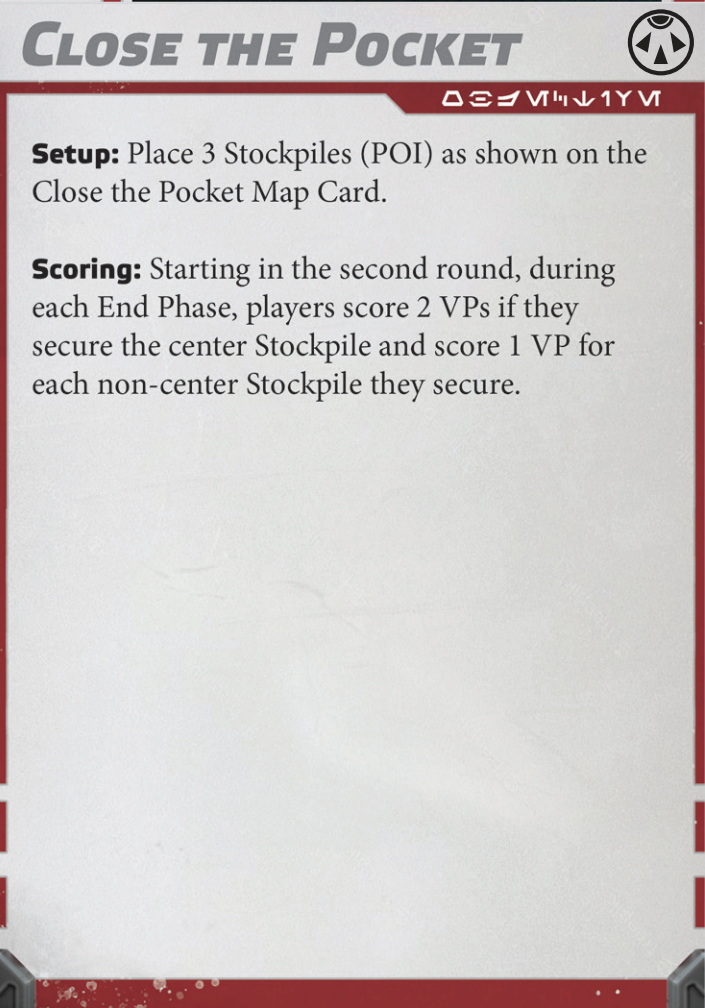 CLOSE THE POCKET
Setup: Place 3 Stockpiles (POI) as shown on the
Close the Pocket Map Card.
Scoring: Starting in the second round, during
each End Phase, players score 2 VPs if they
secure the center Stockpile and score 1 VP for
each non-center Stockpile they secure.